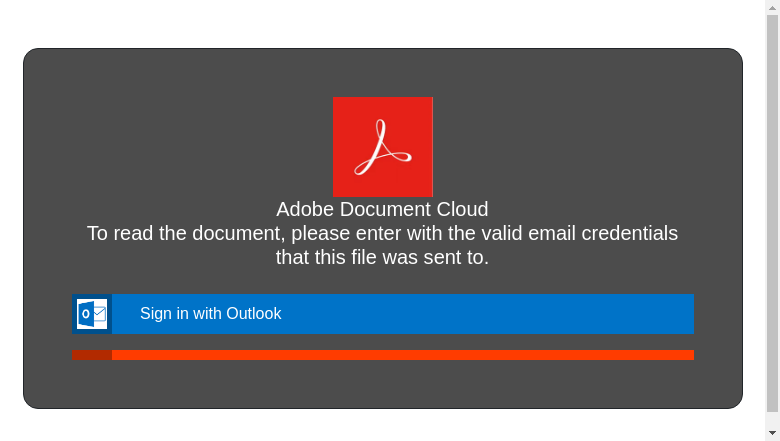 Adobe Document Cloud
To read the document, please enter with the valid email credentials
that this file was sent to.
Sign in with Outlook